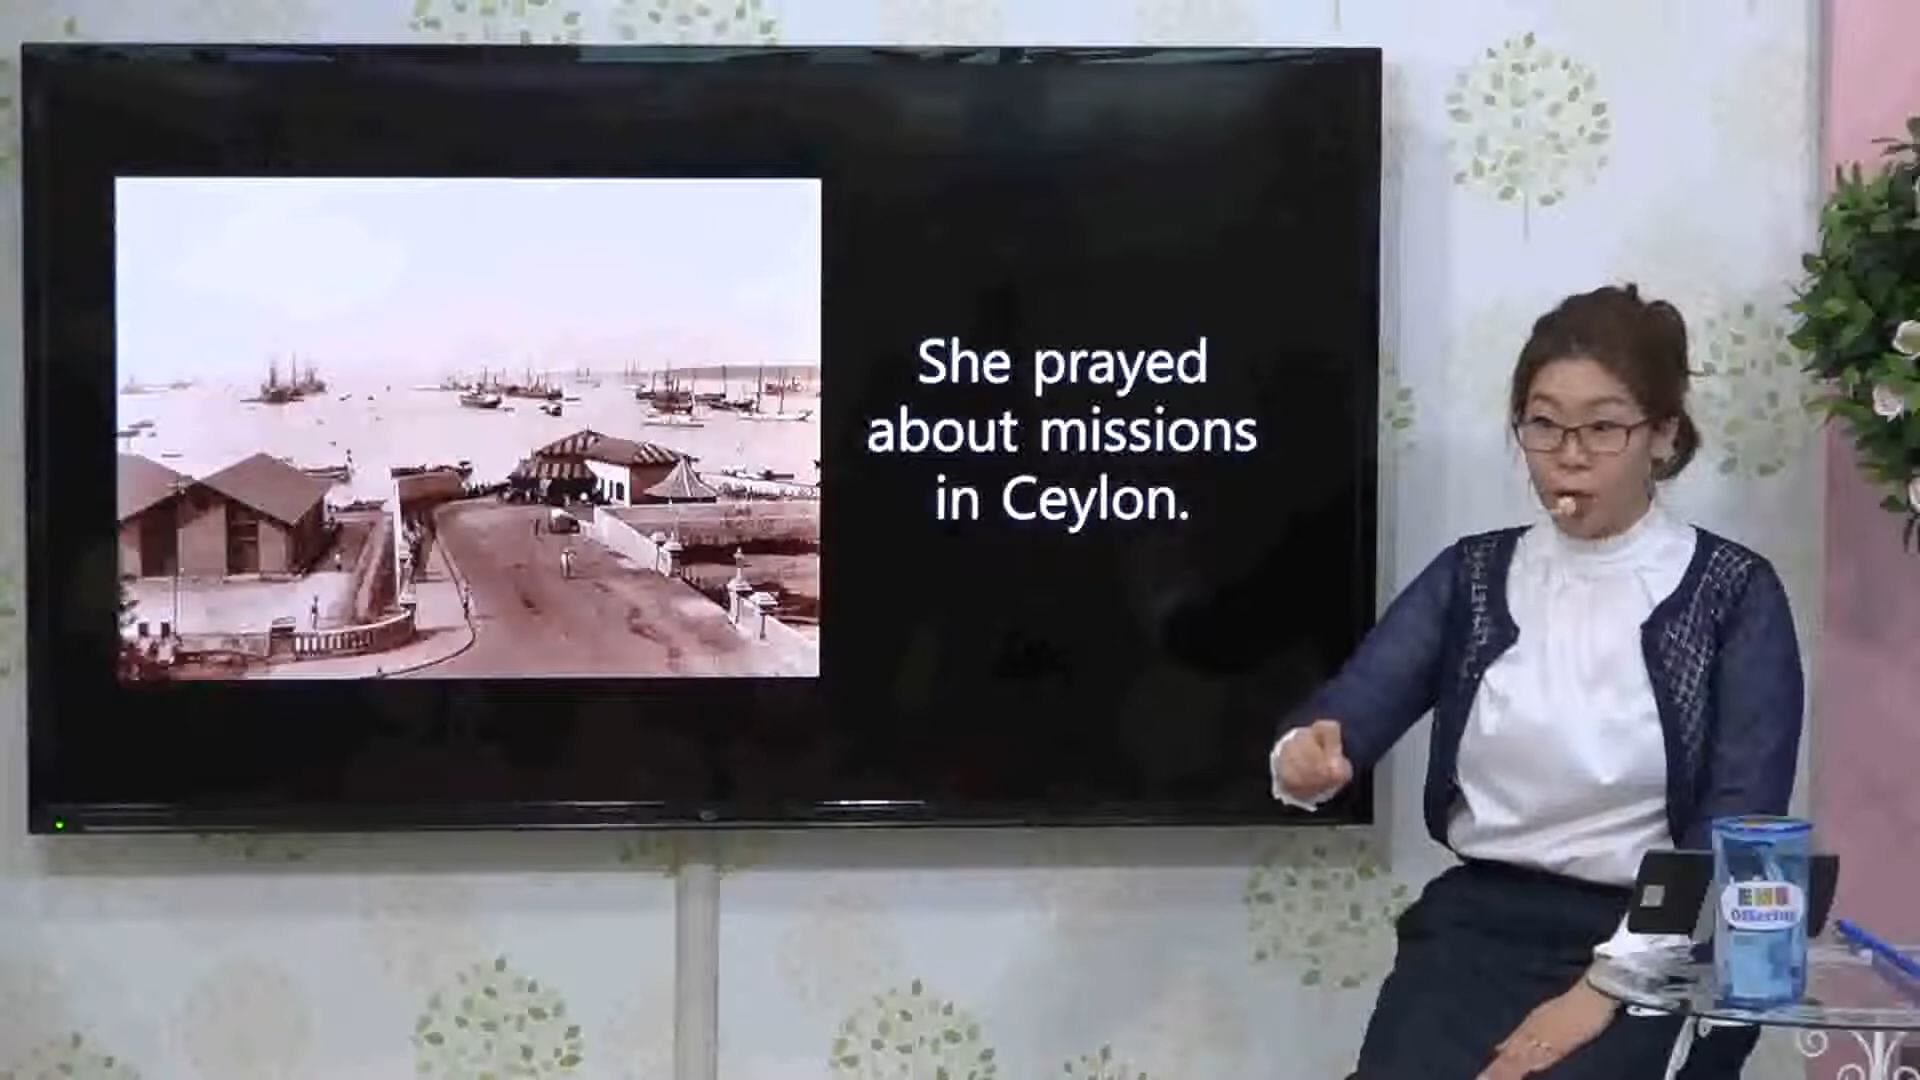 She prayed
about missions
in Ceylon.
Offering